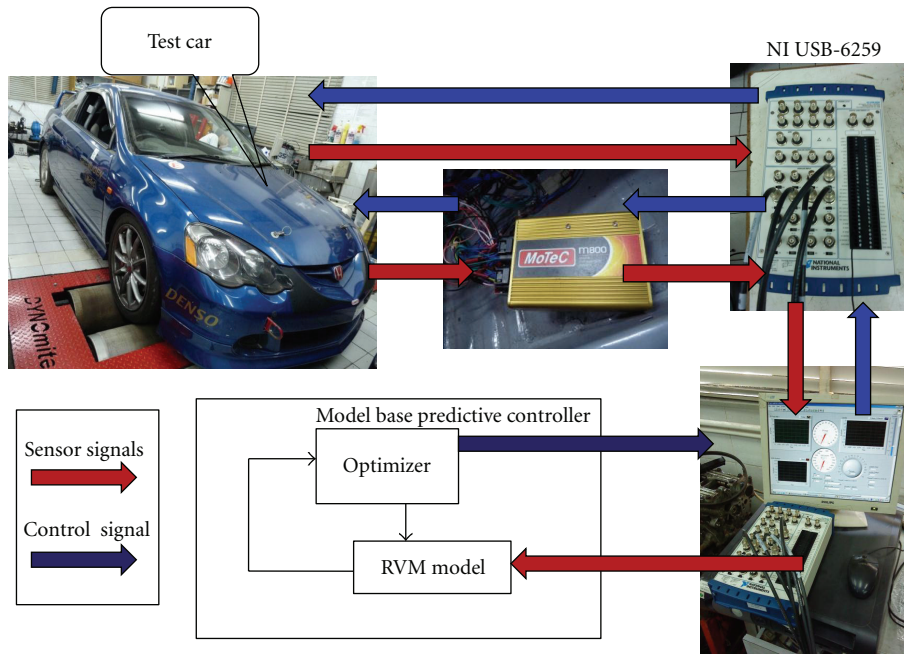 Test car
NI USB-6259
MoTeC
m800
NATIONAL
INSTRUMENTS
DENSO
DYNOmite
Model base predictive controller
Sensor signals
Optimizer
Control signal
RVM model
PHILIPS